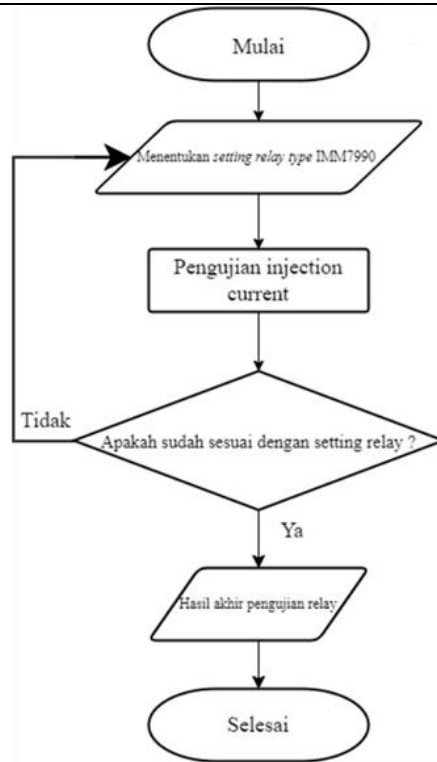 Mulai
Menentukan setting relay type IMM7990
Pengujian injection
current
Tidak
Apakah sudah sesuai dengan setting relay ?
Ya
Hasil akhir pengujian relay
Selesai